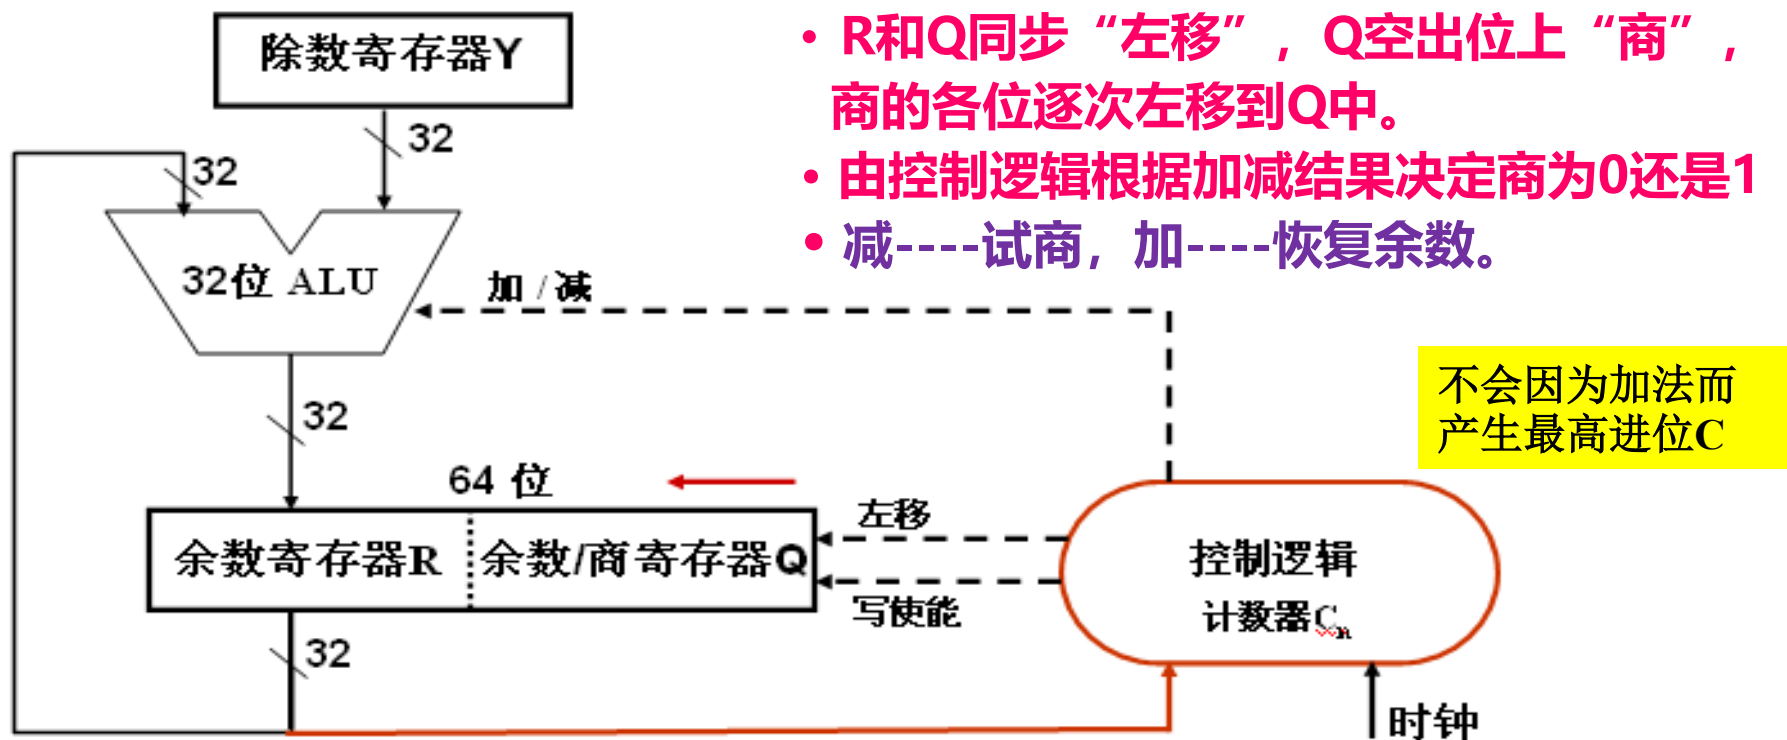 除数寄存器Y
• R和Q同步“左移”，Q空出位上“商”，
商的各位逐次左移到Q中。
• 由控制逻辑根据加减结果决定商为0还是1
• 减----试商，加----恢复余数。
32
32
32位 ALU
加 / 减
不会因为加法而
产生最高进位C
32
64 位
左移
余数寄存器R
余数/商寄存器Q
写使能
控制逻辑
计数器Cn
32
时钟